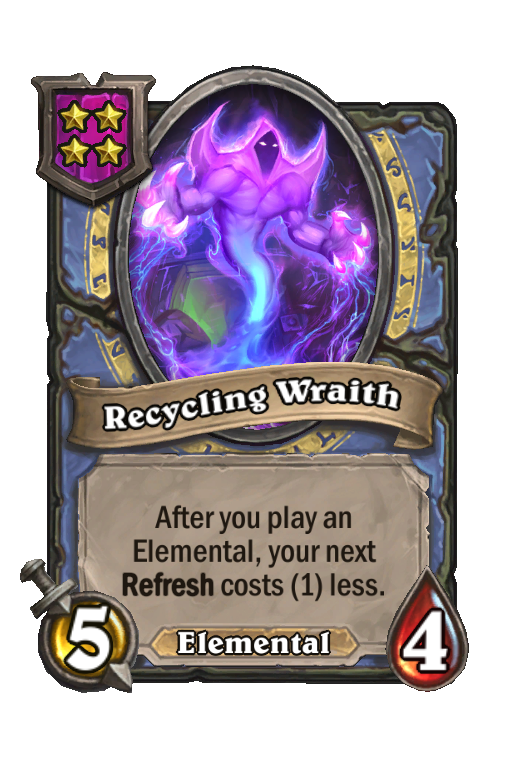 Recycling Wraith
After you play an
Elemental, your next
Refresh costs (1) less.
5
Elemental
4